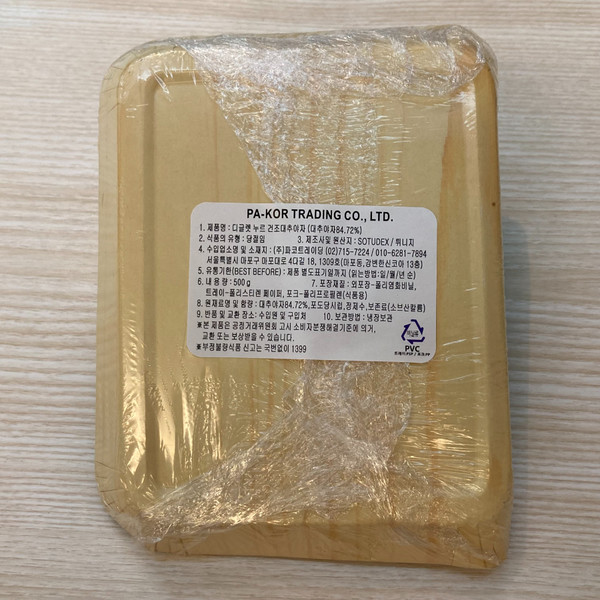 PA-KOR TRADING CO., LTD.
1. 제품명 : 디글렛 누르 건조대추야자 (대추야자84.72%)
2. 식품의 유형 : 당절임 3. 제조사및 원산지 : SOTUDEX / 튀니지
4. 수입업소명 및 소재지 : (주)파코트레이딩 (02)715-7224 / 010-6281-7894
서울특별시 마포구 마포대로 4다길 18, 1309호(마포동,강변한신코아 13층)
5. 유통기한(BEST BEFORE) : 제품 별도표기일까지 (읽는방법:일/월/년 순)
6. 내 용 량 : 500 g 7. 포장재질 : 외포장-폴리염화비닐,
트레이-폴리스티렌 페이퍼, 포크-폴리프로필렌(식품용)
8. 원재료명 및 함량 : 대추야자84.72%,포도당시럽,정제수,보존료(소브산칼륨)
9. 반품 및 교환 장소: 수입원 및 구입처 10. 보관방법 : 냉장보관
※본 제품은 공정거래위원회 고시 소비자분쟁해결기준에 의거,
교환 또는 보상받을 수 있습니다.
※부정불량식품 신고는 국번없이 1399
PVC